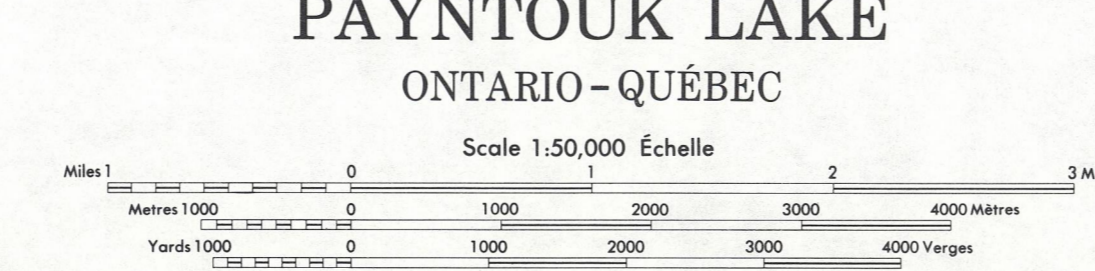 PAYNTOUK LAKE
ONTARIO – QUÉBEC
Scale 1:50,000 Échelle
Miles 1 0 1 2 3 M
Metres 1000 0 1000 2000 3000 4000 Mètres
Yards 1000 0 1000 2000 3000 4000 Verges